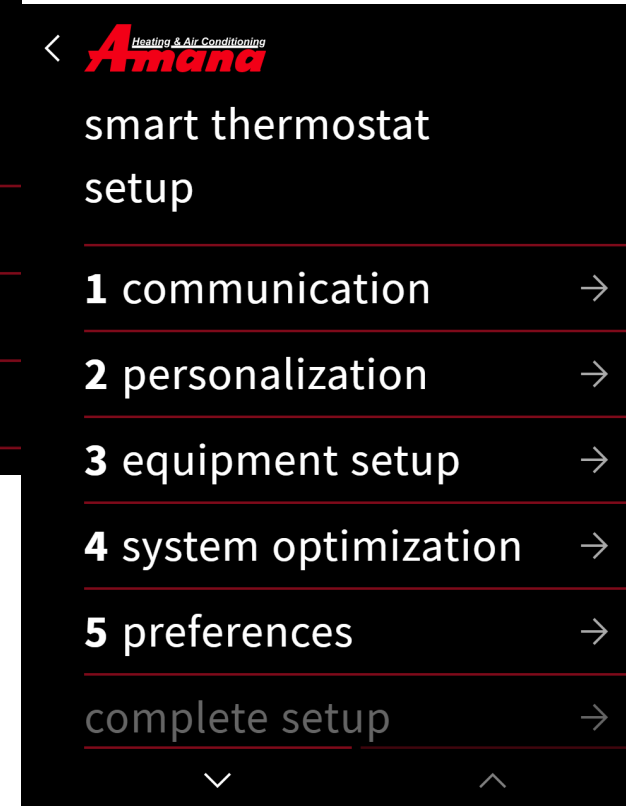 Heating & Air Conditioning
Amana
smart thermostat
setup
1 communication
2 personalization
3 equipment setup
4 system optimization
5 preferences
complete setup